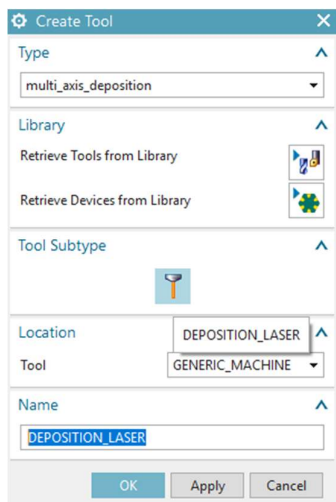 Create Tool
Type
multi_axis_deposition
Library
Retrieve Tools from Library
Retrieve Devices from Library
Tool Subtype
Location
DEPOSITION_LASER
Tool
GENERIC_MACHINE
Name
DEPOSITION_LASER
OK Apply Cancel